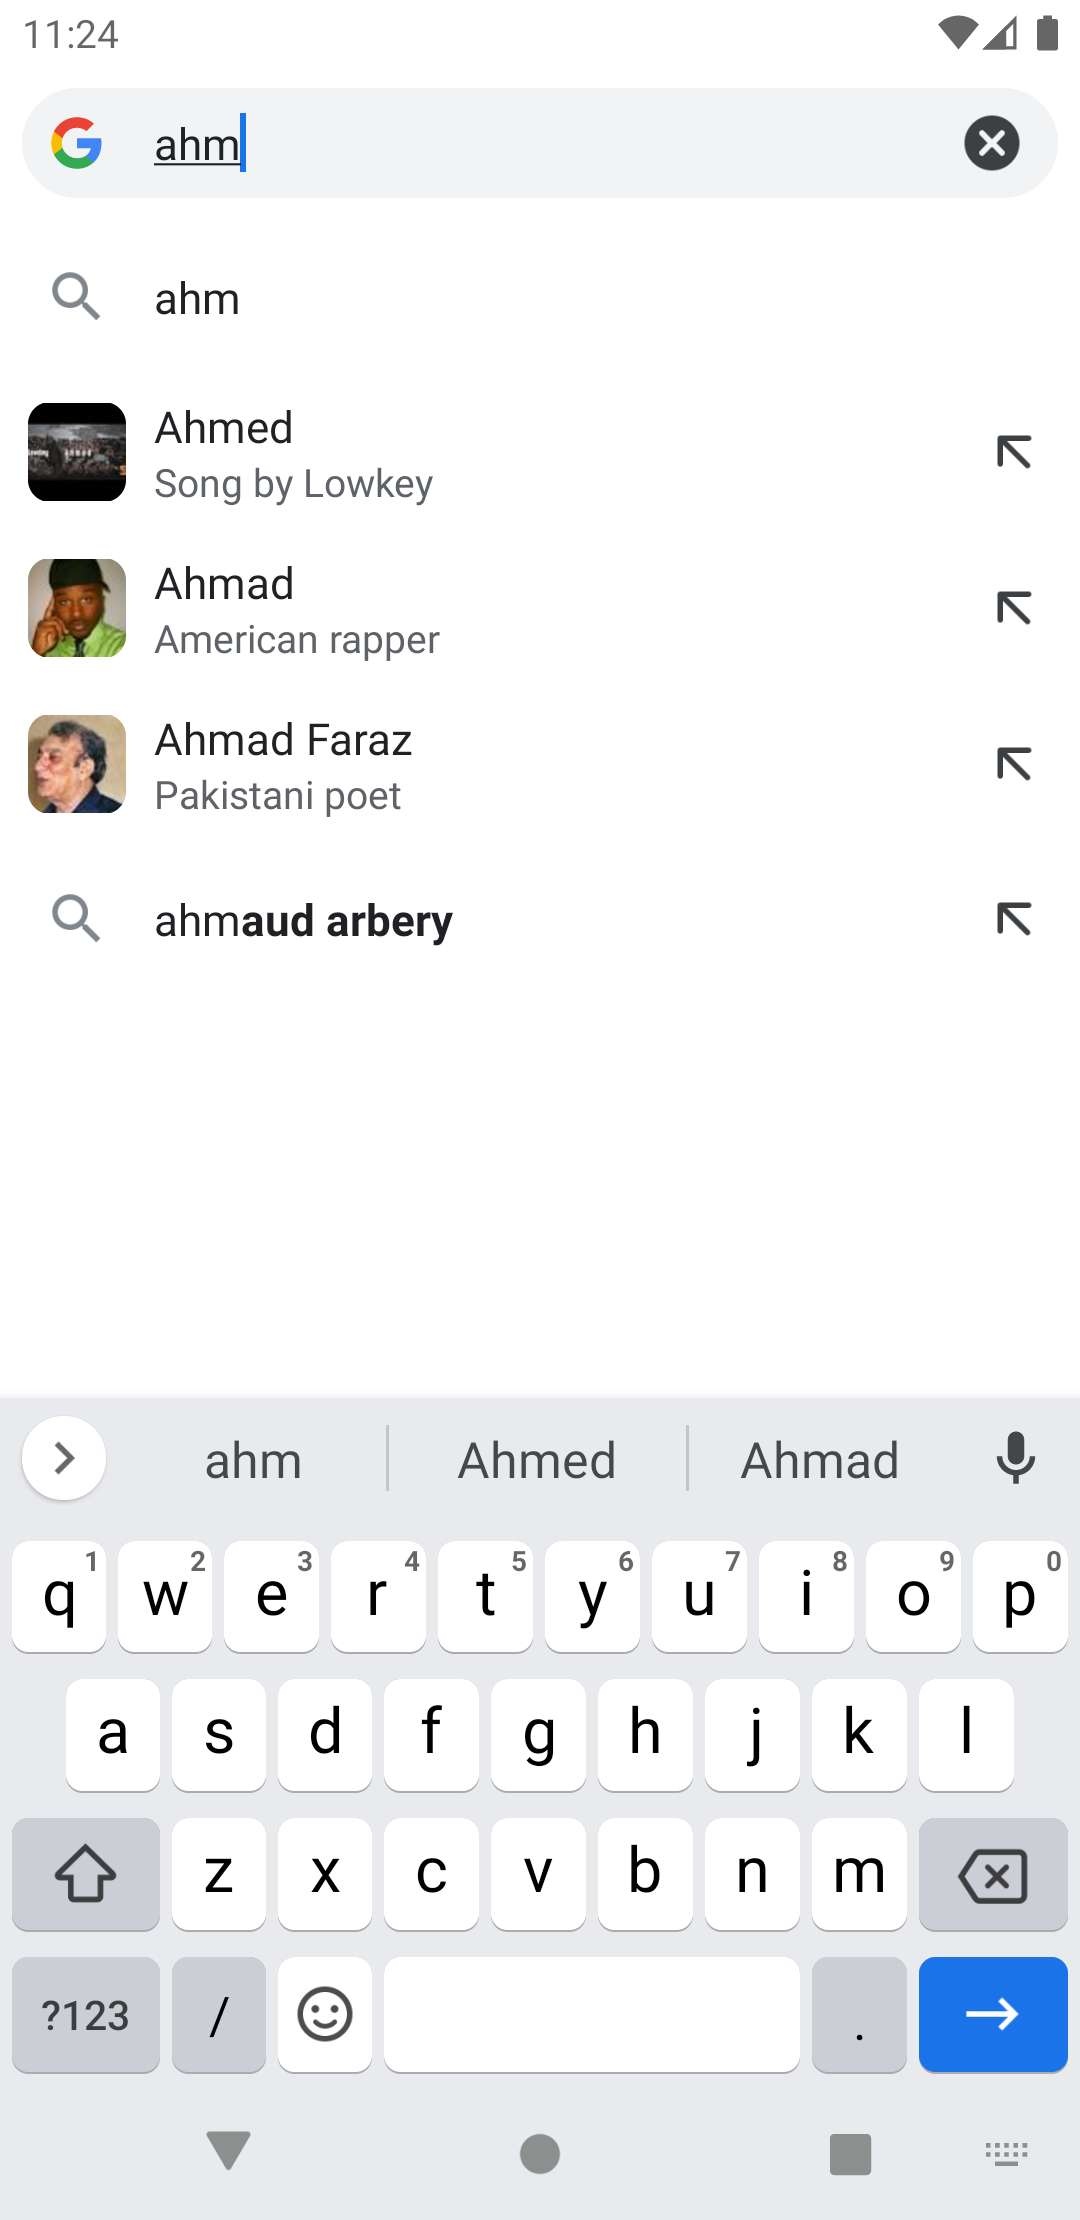 11:24
ahm
ahm
Ahmed
Song by Lowkey
Ahmad
American rapper
Ahmad Faraz
Pakistani poet
ahmaud arbery
ahm Ahmed Ahmad
q 1 w 2 e 3 r 4 t 5 y 6 u 7 i 8 o 9 p 0
a s d f g h j k l
z x c v b n m
?123 / .